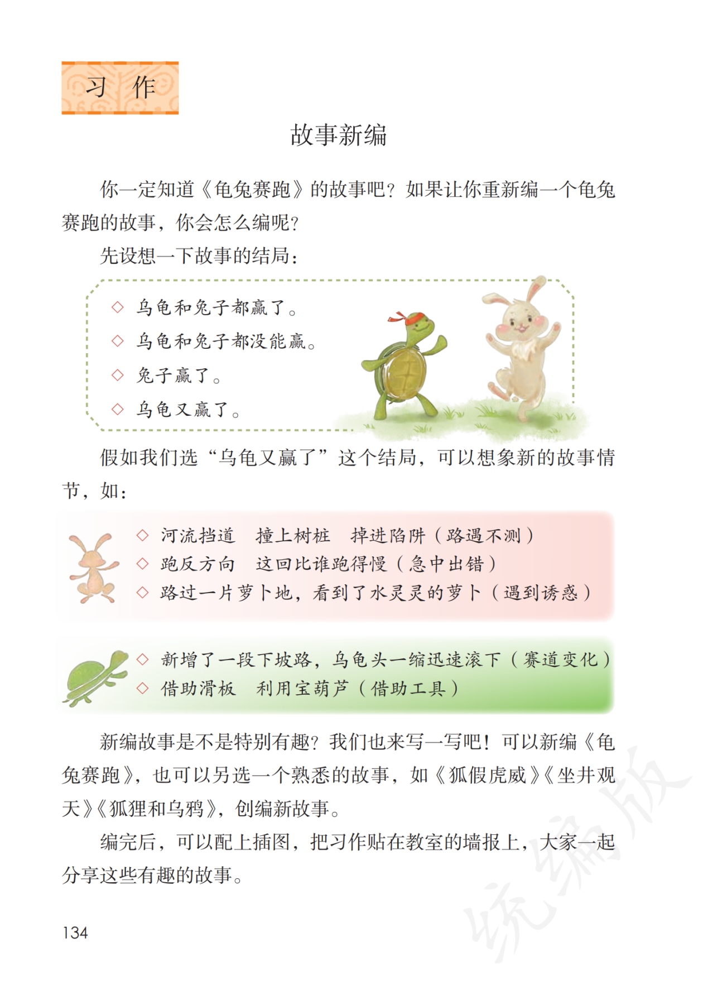 习 作
故事新编
你一定知道《龟兔赛跑》的故事吧？如果让你重新编一个龟兔
赛跑的故事，你会怎么编呢？
先设想一下故事的结局：
◇ 乌龟和兔子都赢了。
◇ 乌龟和兔子都没能赢。
◇ 兔子赢了。
◇ 乌龟又赢了。
假如我们选“乌龟又赢了”这个结局，可以想象新的故事情
节，如：
◇ 河流挡道 撞上树桩 掉进陷阱（路遇不测）
◇ 跑反方向 这回比谁跑得慢（急中出错）
◇ 路过一片萝卜地，看到了水灵灵的萝卜（遇到诱惑）
◇ 新增了一段下坡路，乌龟头一缩迅速滚下（赛道变化）
◇ 借助滑板 利用宝葫芦（借助工具）
新编故事是不是特别有趣？我们也来写一写吧！可以新编《龟
兔赛跑》，也可以另选一个熟悉的故事，如《狐假虎威》《坐井观
天》《狐狸和乌鸦》，创编新故事。
编完后，可以配上插图，把习作贴在教室的墙报上，大家一起
分享这些有趣的故事。
134
统编版